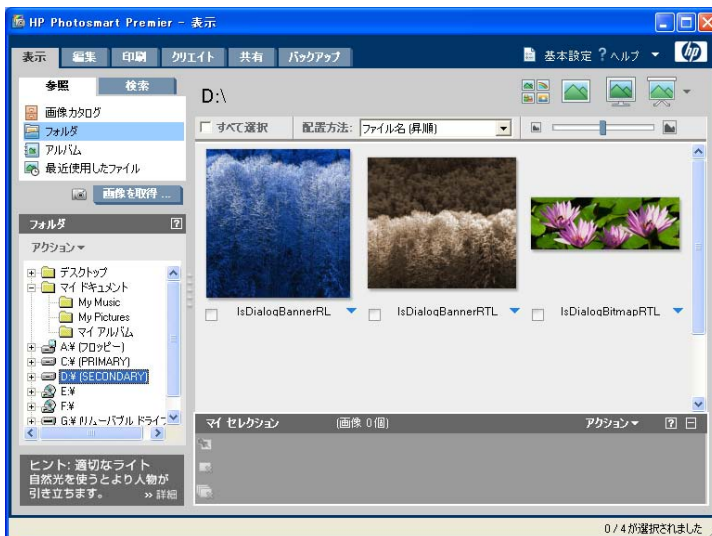 HP Photosmart Premier - 表示
表示 編集 印刷 クリエイト 共有 バックアップ 基本設定 ? ヘルプ hp
参照 検索
画像カタログ
フォルダ
アルバム
最近使用したファイル
画像を取得 ...
フォルダ ?
アクション
デスクトップ
マイ ドキュメント
My Music
My Pictures
マイ アルバム
A:¥ (フロッピー)
C:¥ (PRIMARY)
D:¥ (SECONDARY)
E:¥
F:¥
G:¥ (リムーバブル ドライブ
ヒント: 適切なライト
自然光を使うとより人物が
引き立ちます。 »詳細
D:\
すべて選択 配置方法: ファイル名 (昇順)
IsDialogBannerRL IsDialogBannerRTL IsDialogBitmapRTL
マイ セレクション (画像 0個) アクション ?
0 / 4 が選択されました